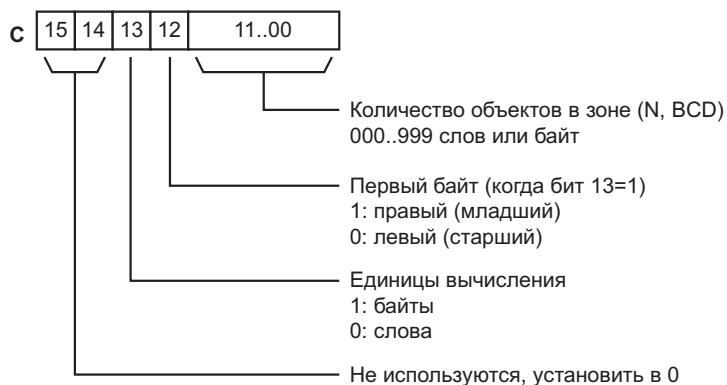 C 15 14 13 12 11..00
Количество объектов в зоне (N, BCD)
000..999 слов или байт
Первый байт (когда бит 13=1)
1: правый (младший)
0: левый (старший)
Единицы вычисления
1: байты
0: слова
Не используются, установить в 0